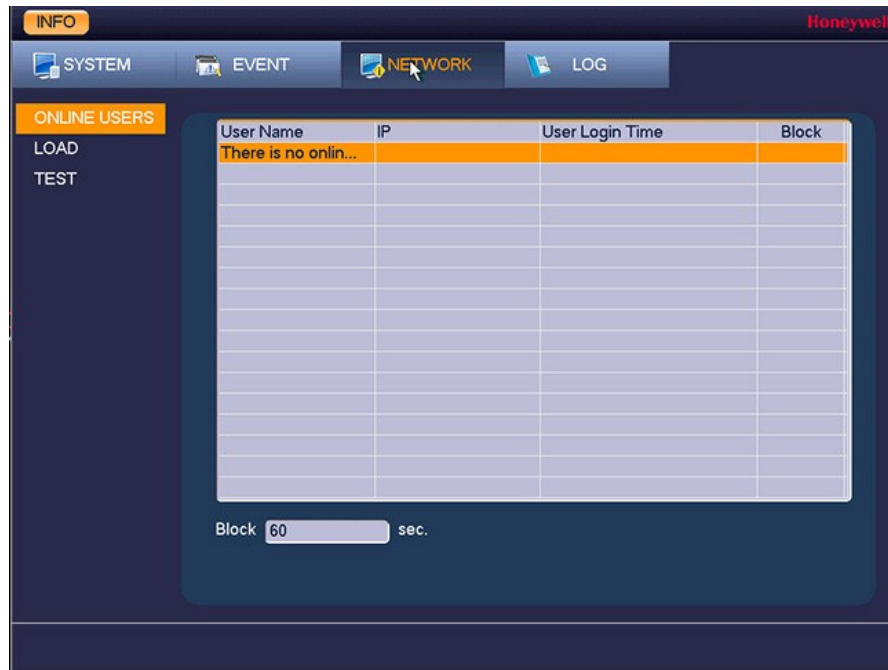 INFO
Honeywell
SYSTEM EVENT NETWORK LOG
ONLINE USERS
LOAD
TEST
User Name IP User Login Time Block
There is no onlin...
Block 60 sec.